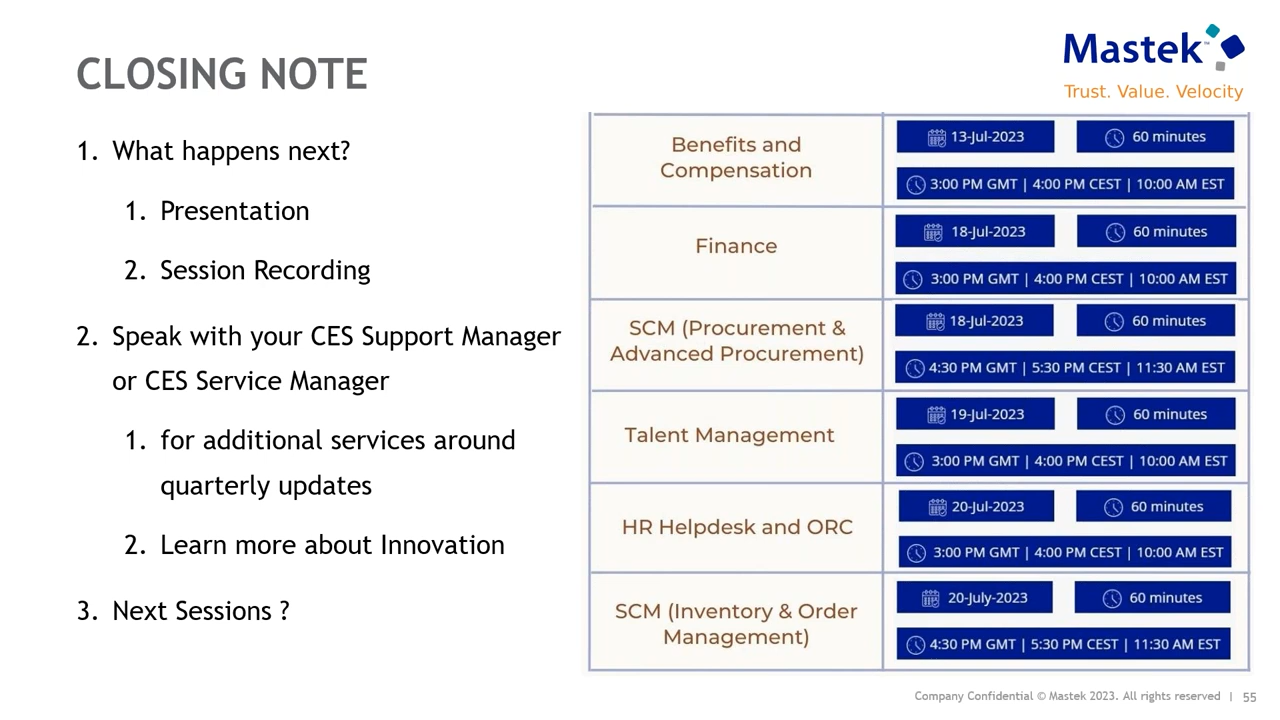 CLOSING NOTE
Mastek™
Trust. Value. Velocity
1. What happens next?
1. Presentation
2. Session Recording
2. Speak with your CES Support Manager
or CES Service Manager
1. for additional services around
quarterly updates
2. Learn more about Innovation
3. Next Sessions ?
Benefits and
Compensation
13-Jul-2023
60 minutes
3:00 PM GMT | 4:00 PM CEST | 10:00 AM EST
Finance
18-Jul-2023
60 minutes
3:00 PM GMT | 4:00 PM CEST | 10:00 AM EST
SCM (Procurement &
Advanced Procurement)
18-Jul-2023
60 minutes
4:30 PM GMT | 5:30 PM CEST | 11:30 AM EST
Talent Management
19-Jul-2023
60 minutes
3:00 PM GMT | 4:00 PM CEST | 10:00 AM EST
HR Helpdesk and ORC
20-Jul-2023
60 minutes
3:00 PM GMT | 4:00 PM CEST | 10:00 AM EST
SCM (Inventory & Order
Management)
20-July-2023
60 minutes
4:30 PM GMT | 5:30 PM CEST | 11:30 AM EST
Company Confidential © Mastek 2023. All rights reserved | 55